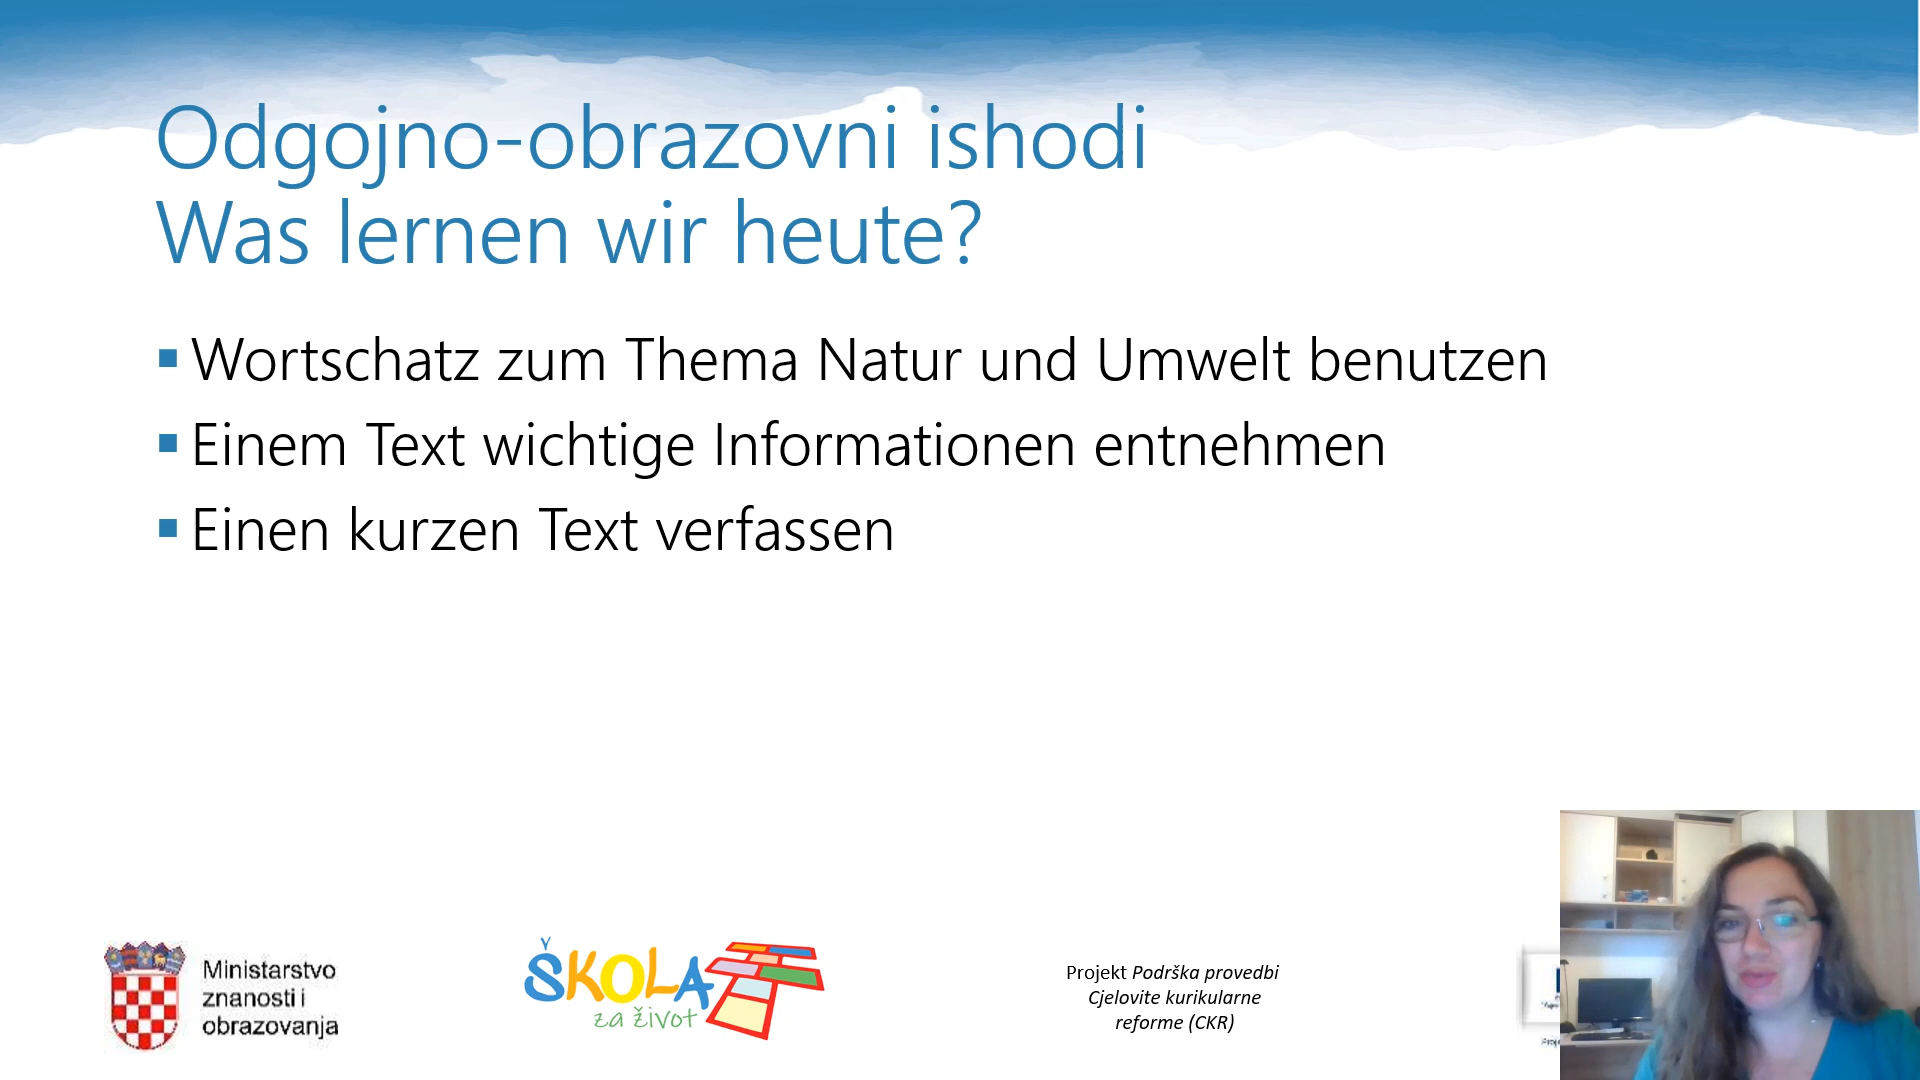 Odgojno-obrazovni ishodi
Was lernen wir heute?
Wortschatz zum Thema Natur und Umwelt benutzen
Einem Text wichtige Informationen entnehmen
Einen kurzen Text verfassen
Ministarstvo
znanosti i
obrazovanja
ŠKOLA
za život
Projekt Podrška provedbi
Cjelovite kurikularne
reforme (CKR)